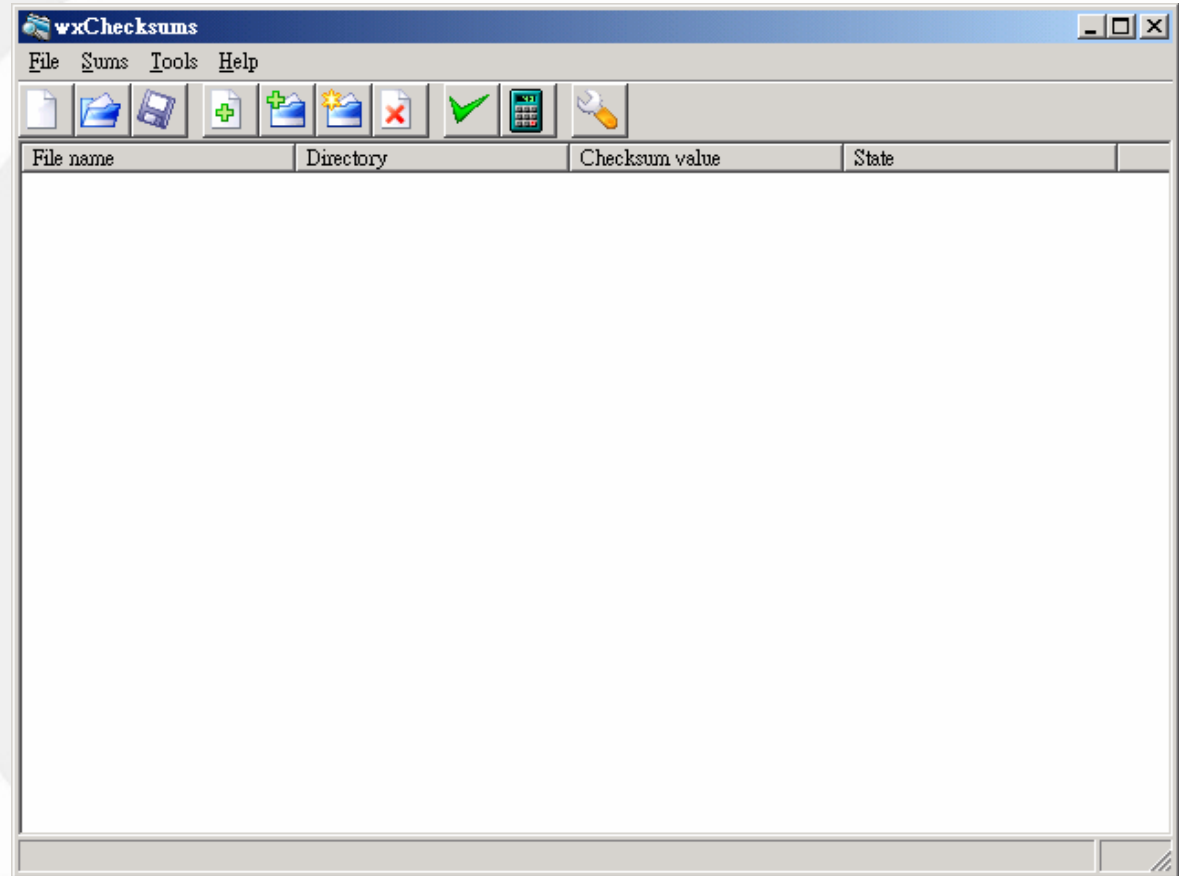 wxChecksums
File Sums Tools Help
File name Directory Checksum value State